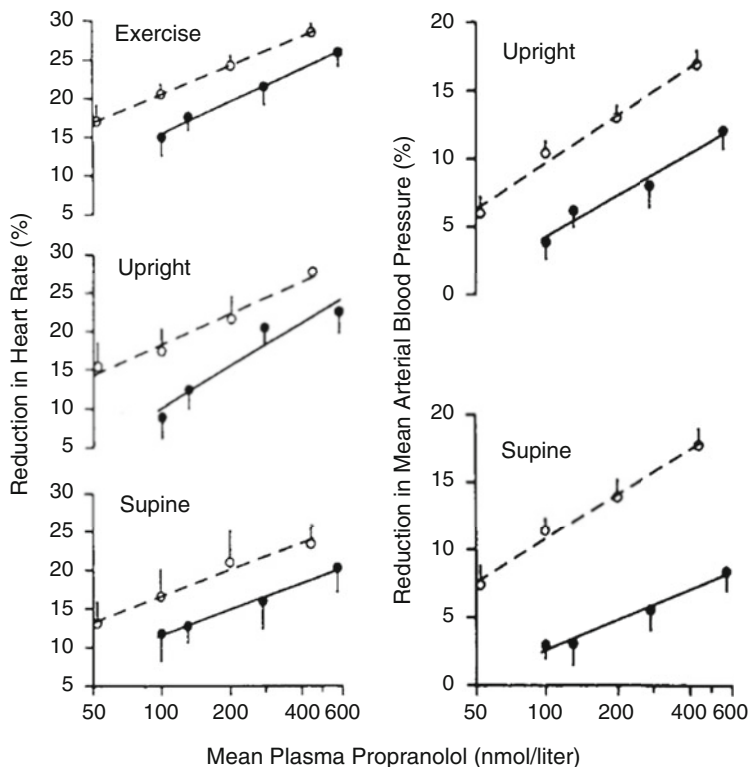 Exercise
30
25
20
15
10
5
Upright
30
25
20
15
10
5
Supine
30
25
20
15
10
5
50 100 200 400 600
Reduction in Heart Rate (%)
Upright
20
15
10
5
0
Supine
20
15
10
5
0
50 100 200 400 600
Reduction in Mean Arterial Blood Pressure (%)
Mean Plasma Propranolol (nmol/liter)